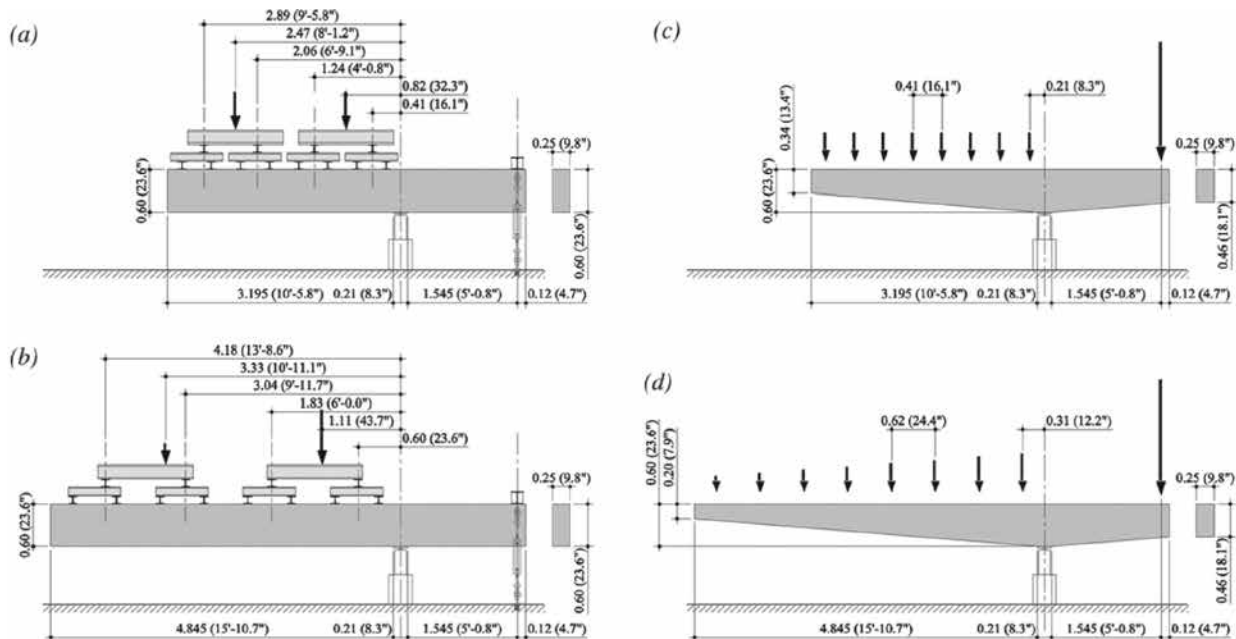 (a)
2.89 (9'-5.8")
2.47 (8'-1.2")
2.06 (6'-9.1")
1.24 (4'-0.8")
0.82 (32.3")
0.41 (16.1")
0.25 (9.8")
0.60 (23.6")
0.60 (23.6")
3.195 (10'-5.8") 0.21 (8.3") 1.545 (5'-0.8") 0.12 (4.7")
(c)
0.41 (16.1") 0.21 (8.3")
0.34 (13.4")
0.25 (9.8")
0.60 (23.6")
0.46 (18.1")
3.195 (10'-5.8") 0.21 (8.3") 1.545 (5'-0.8") 0.12 (4.7")
(b)
4.18 (13'-8.6")
3.33 (10'-11.1")
3.04 (9'-11.7")
1.83 (6'-0.0")
1.11 (43.7")
0.60 (23.6")
0.25 (9.8")
0.60 (23.6")
0.60 (23.6")
4.845 (15'-10.7") 0.21 (8.3") 1.545 (5'-0.8") 0.12 (4.7")
(d)
0.62 (24.4") 0.31 (12.2")
0.60 (23.6")
0.20 (7.9")
0.25 (9.8")
0.46 (18.1")
4.845 (15'-10.7") 0.21 (8.3") 1.545 (5'-0.8") 0.12 (4.7")